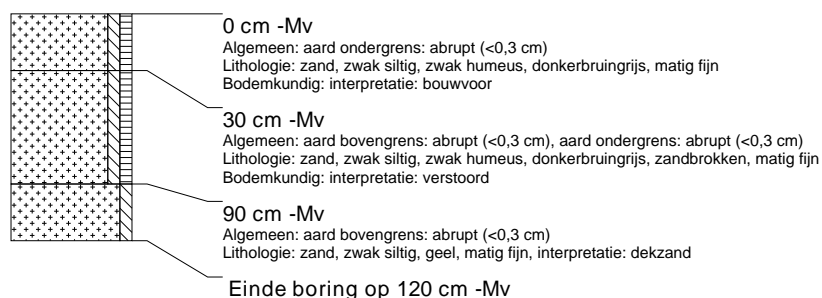 0 cm -Mv
Algemeen: aard ondergrens: abrupt (<0,3 cm)
Lithologie: zand, zwak siltig, zwak humeus, donkerbruingrijs, matig fijn
Bodemkundig: interpretatie: bouwvoor
30 cm -Mv
Algemeen: aard bovengrens: abrupt (<0,3 cm), aard ondergrens: abrupt (<0,3 cm)
Lithologie: zand, zwak siltig, zwak humeus, donkerbruingrijs, zandbrokken, matig fijn
Bodemkundig: interpretatie: verstoord
90 cm -Mv
Algemeen: aard bovengrens: abrupt (<0,3 cm)
Lithologie: zand, zwak siltig, geel, matig fijn, interpretatie: dekzand
Einde boring op 120 cm -Mv